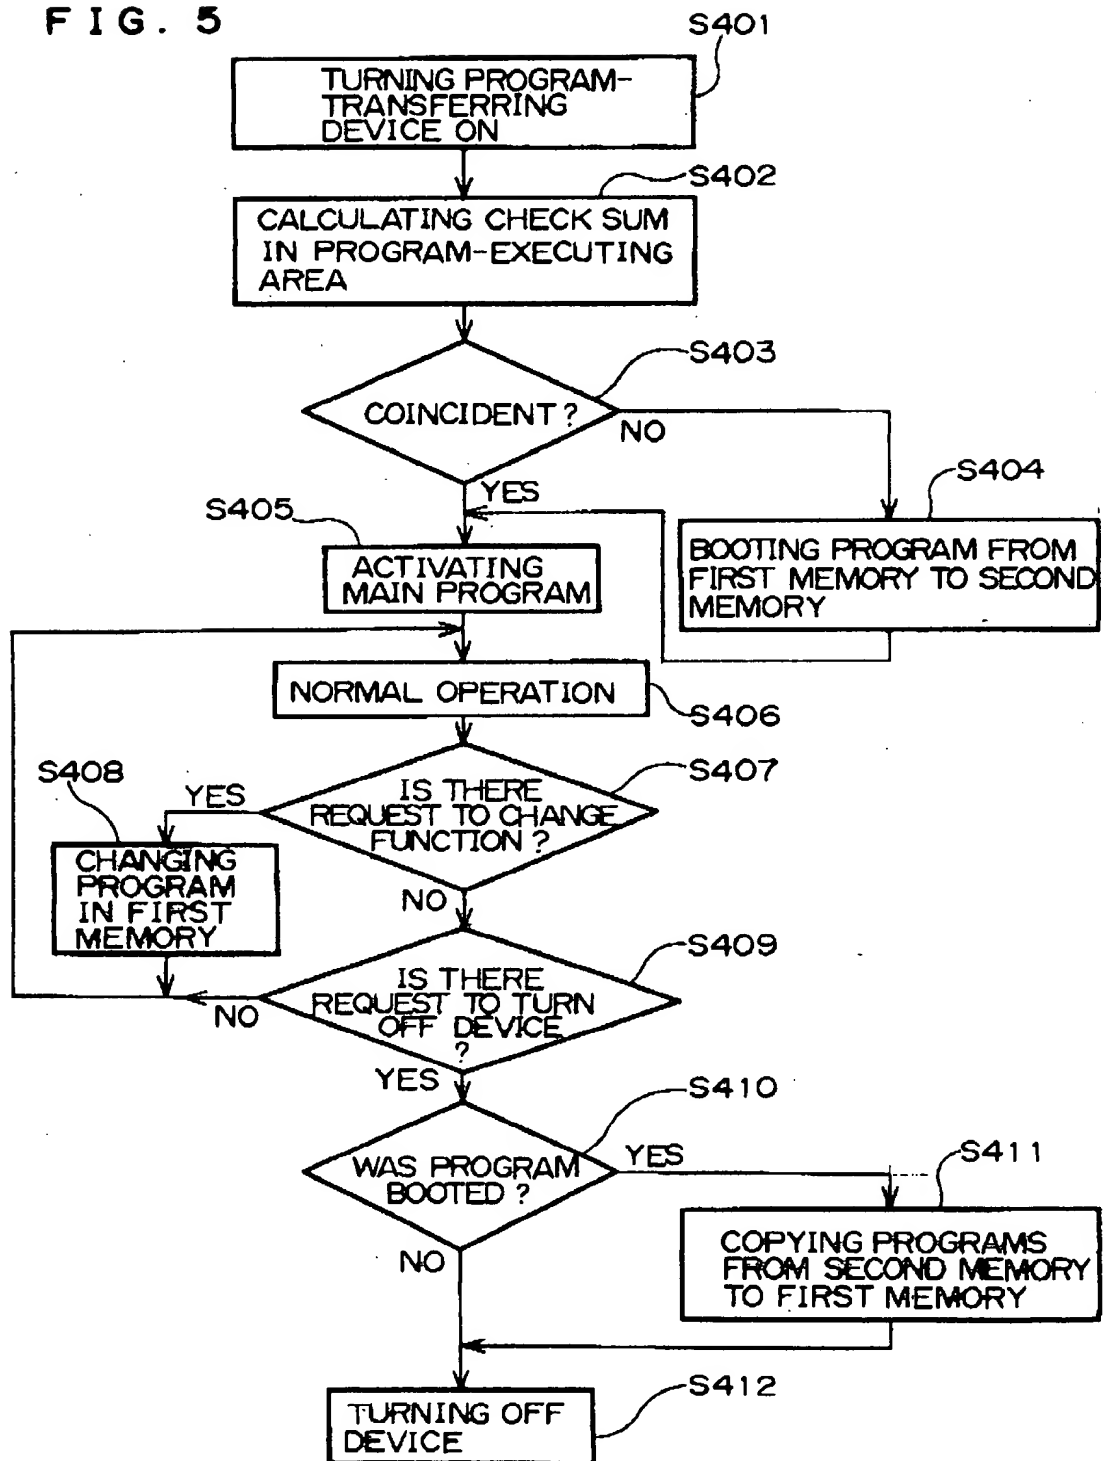 FIG. 5
S401
TURNING PROGRAM-
TRANSFERRING
DEVICE ON
S402
CALCULATING CHECK SUM
IN PROGRAM-EXECUTING
AREA
S403
COINCIDENT?
NO
YES
S404
BOOTING PROGRAM FROM
FIRST MEMORY TO SECOND
MEMORY
S405
ACTIVATING
MAIN PROGRAM
NORMAL OPERATION
S406
S407
IS THERE
REQUEST TO CHANGE
FUNCTION?
YES
NO
S408
CHANGING
PROGRAM
IN FIRST
MEMORY
S409
IS THERE
REQUEST TO TURN
OFF DEVICE
?
NO
YES
S410
WAS PROGRAM
BOOTED?
YES
NO
S411
COPYING PROGRAMS
FROM SECOND MEMORY
TO FIRST MEMORY
S412
TURNING OFF
DEVICE